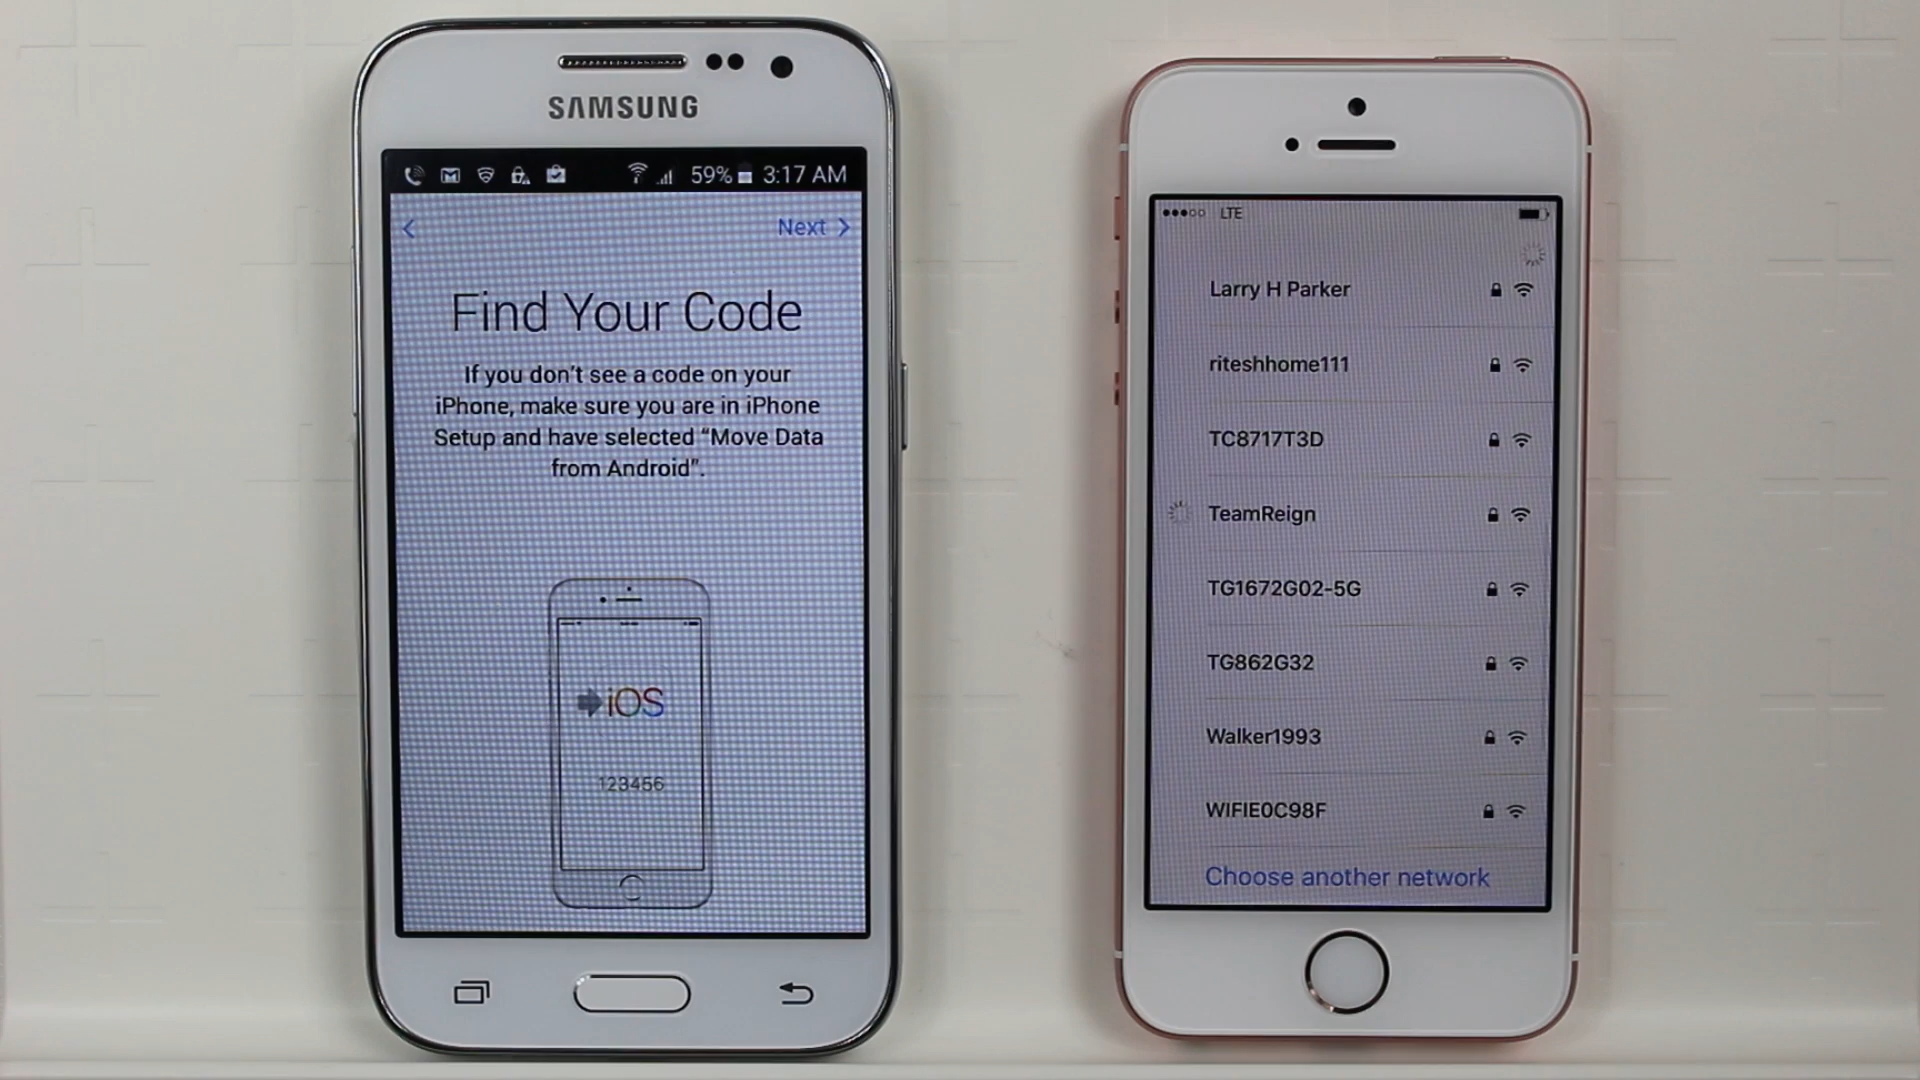 SAMSUNG
59% 3:17 AM
Next
Find Your Code
If you don't see a code on your
iPhone, make sure you are in iPhone
Setup and have selected “Move Data
from Android”.
iOS
123456
LTE
Larry H Parker
riteshhome111
TC8717T3D
TeamReign
TG1672G02-5G
TG862G32
Walker1993
WIFIE0C98F
Choose another network